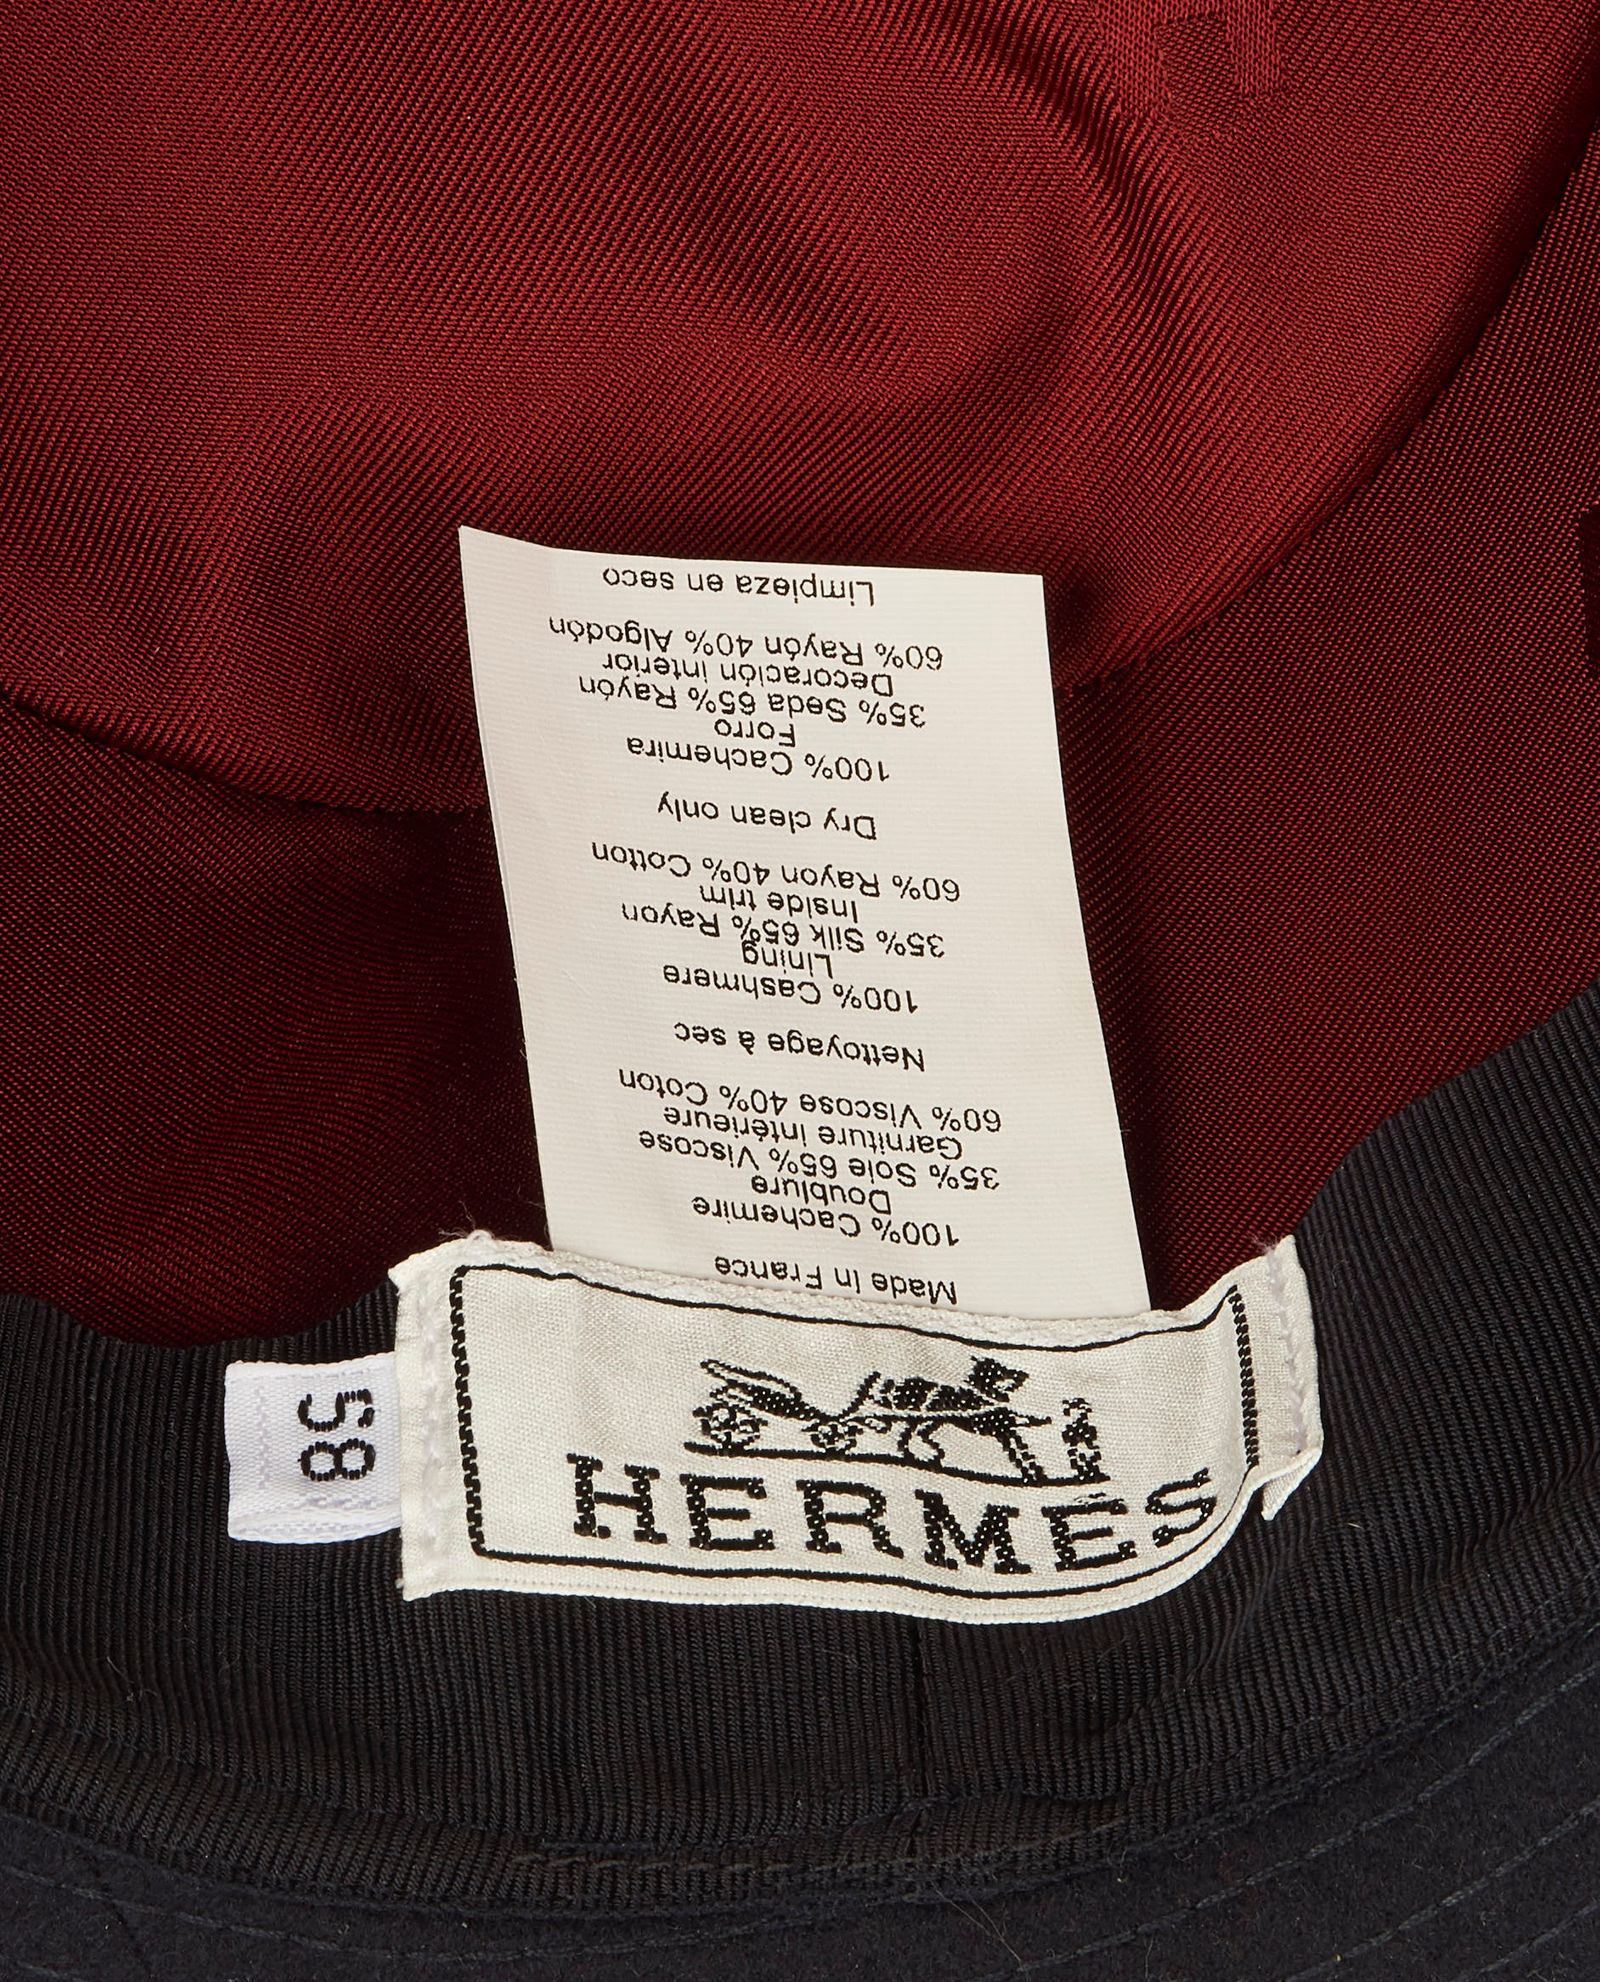 Made in France
100% Cachemire
Doublure
35% Soie 65% Viscose
Garniture intérieure
60% Viscose 40% Coton
Nettoyage à sec
100% Cashmere
Lining
35% Silk 65% Rayon
Inside trim
60% Rayon 40% Cotton
Dry clean only
100% Cachemira
Forro
35% Seda 65% Rayón
Decoración interior
60% Rayón 40% Algodón
Limpieza en seco
58
HERMÈS